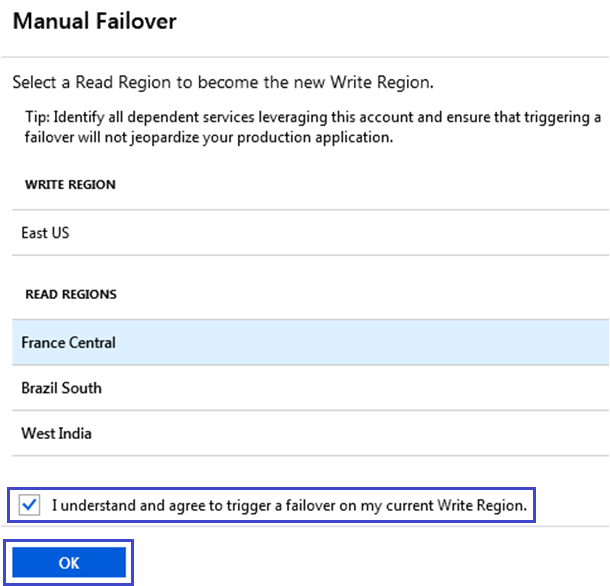 Manual Failover
Select a Read Region to become the new Write Region.
Tip: Identify all dependent services leveraging this account and ensure that triggering a
failover will not jeopardize your production application.
WRITE REGION
East US
READ REGIONS
France Central
Brazil South
West India
I understand and agree to trigger a failover on my current Write Region.
OK